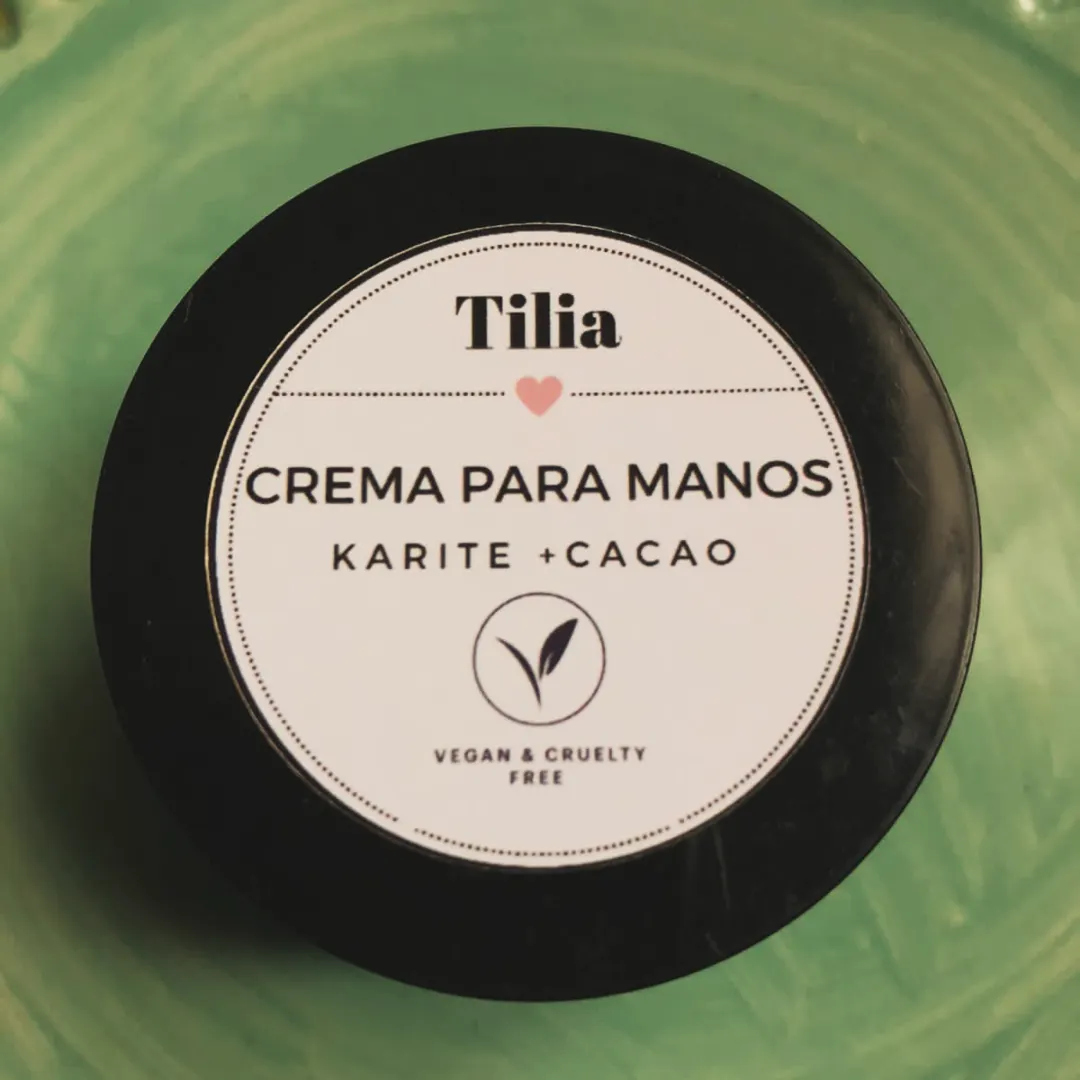 Tilia
CREMA PARA MANOS
KARITE +CACAO
VEGAN & CRUELTY
FREE